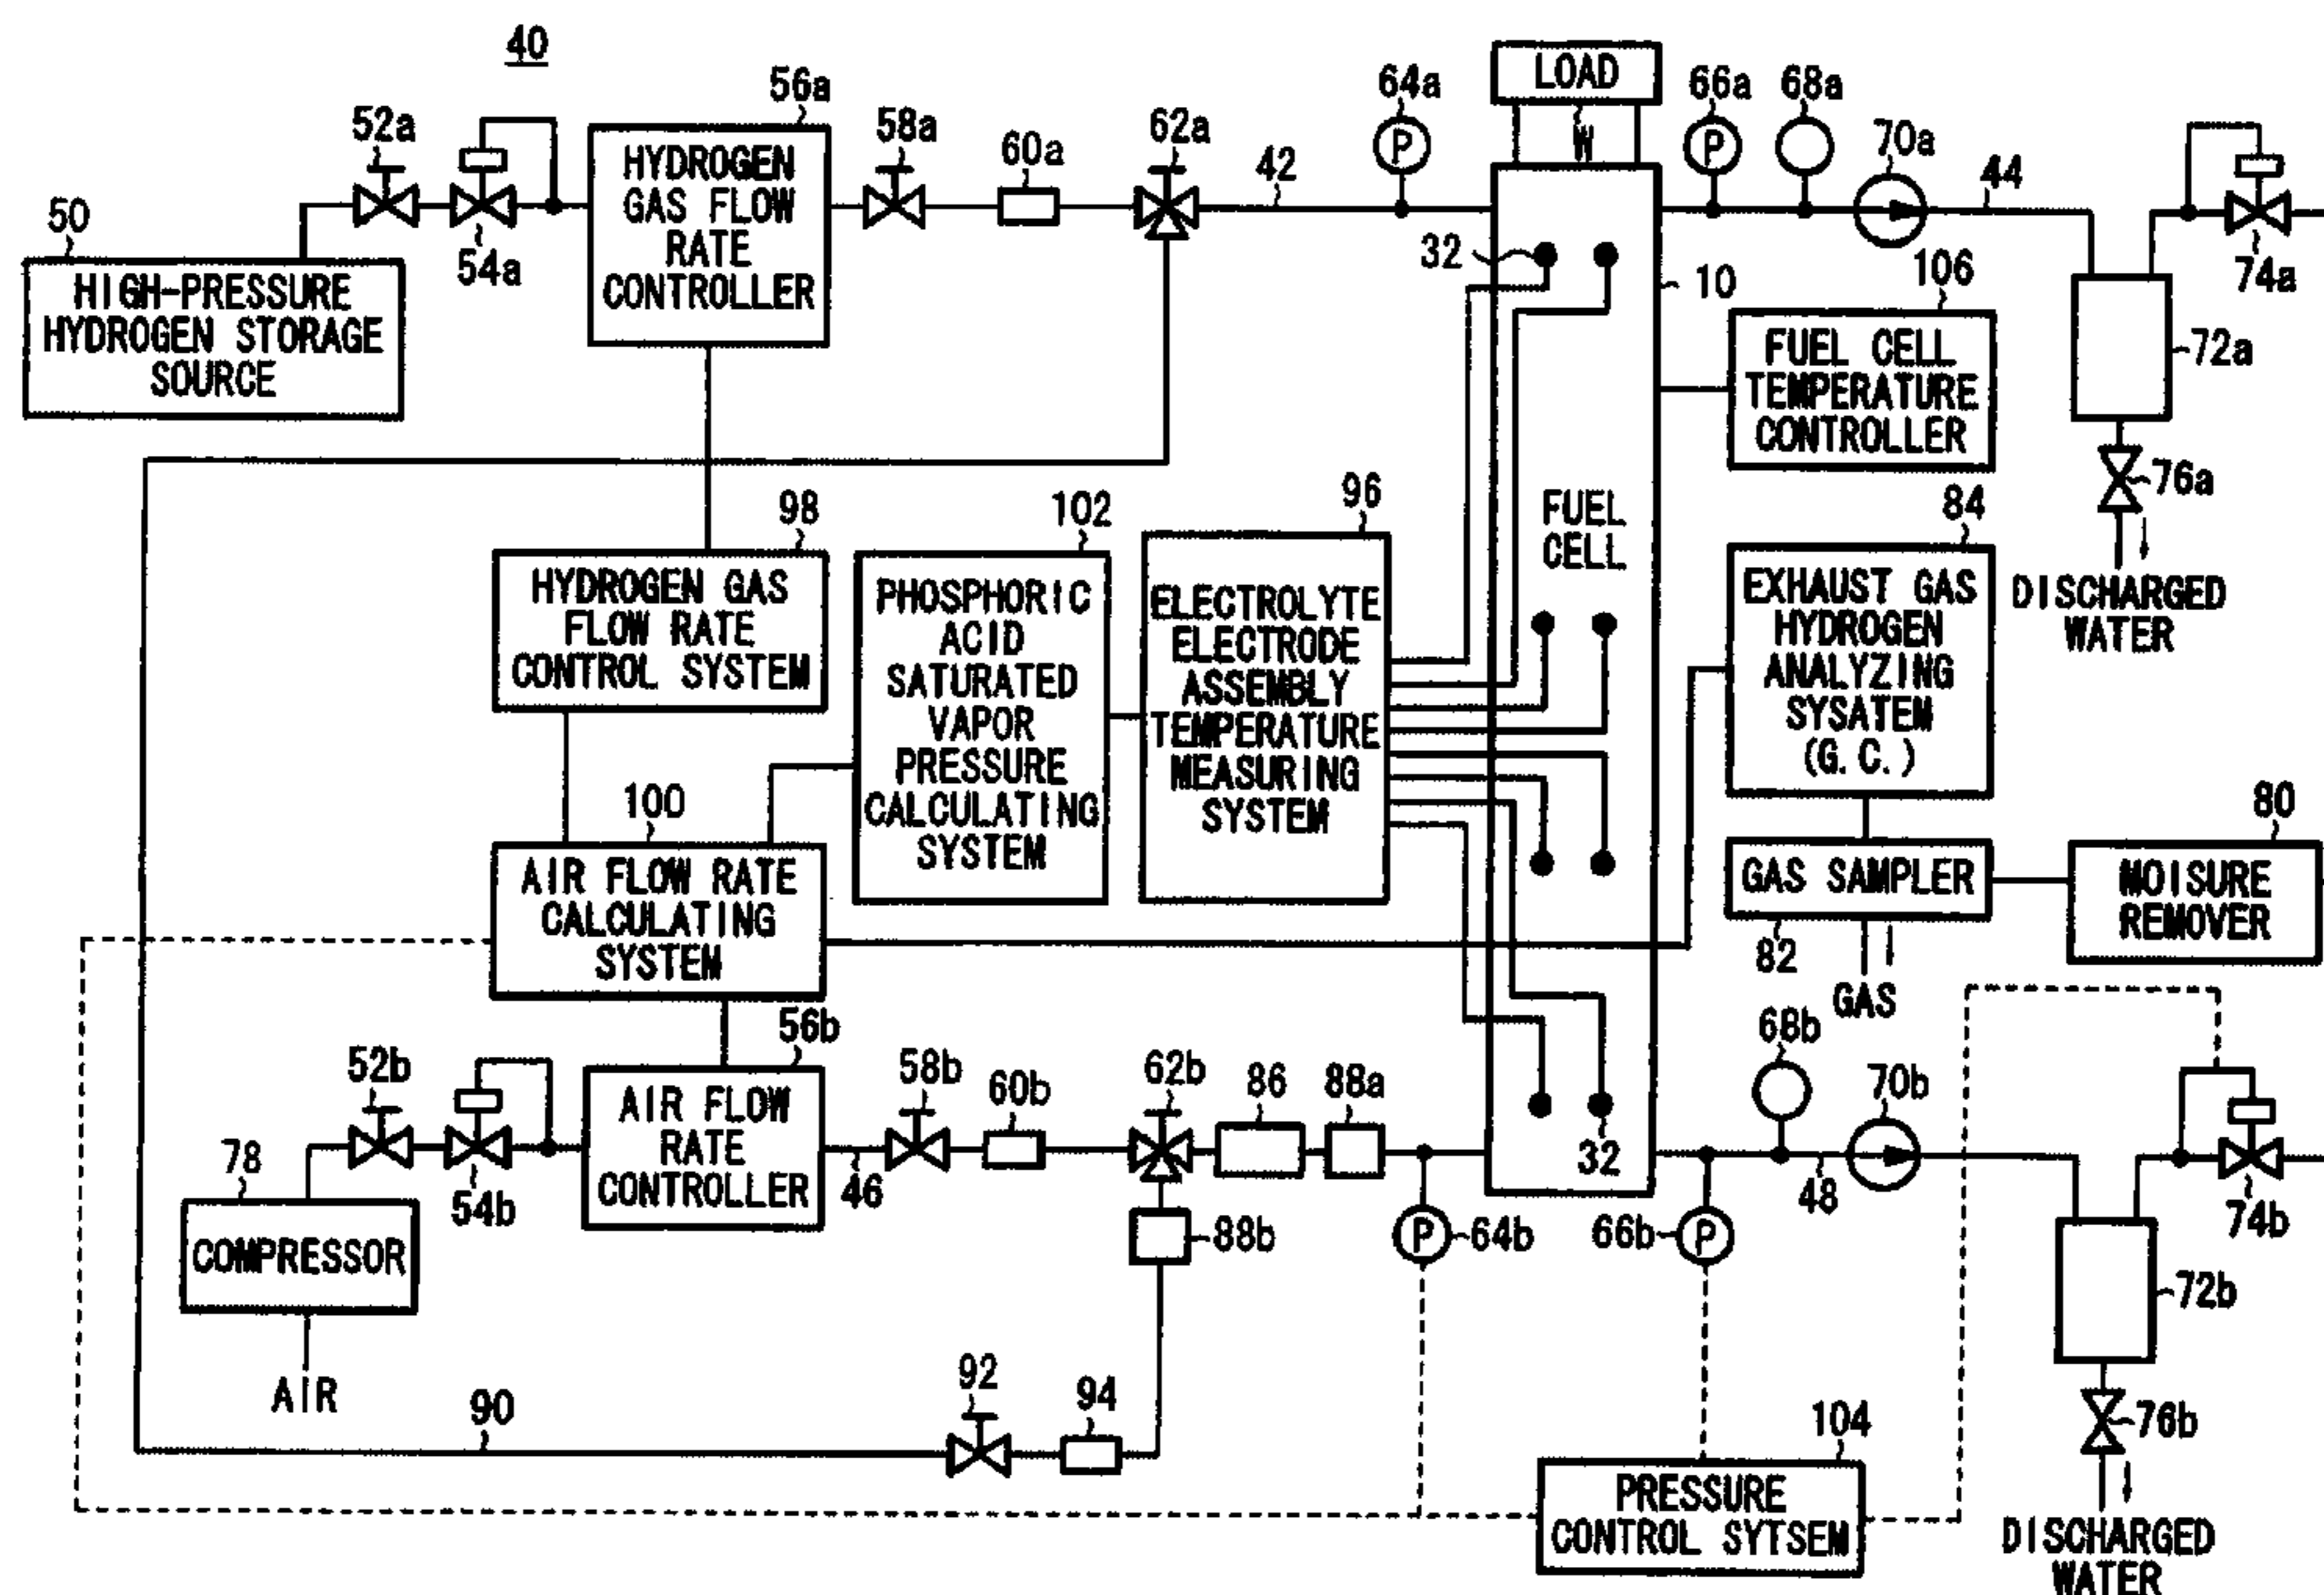 40
56a
LOAD
64a
66a
68a
52a
58a
62a
70a
60a
42
W
44
P
P
HYDROGEN
GAS FLOW
RATE
CONTROLLER
50
54a
32
10
106
74a
HIGH-PRESSURE
HYDROGEN STORAGE
SOURCE
FUEL CELL
TEMPERATURE
CONTROLLER
72a
98
102
96
FUEL
CELL
84
76a
HYDROGEN GAS
FLOW RATE
CONTROL SYSTEM
PHOSPHORIC
ACID
SATURATED
VAPOR
PRESSURE
CALCULATING
SYSTEM
ELECTROLYTE
ELECTRODE
ASSEMBLY
TEMPERATURE
MEASURING
SYSTEM
EXHAUST GAS
HYDROGEN
ANALYZING
SYSATEM
(G.C.)
DISCHARGED
WATER
100
80
AIR FLOW RATE
CALCULATING
SYSTEM
GAS SAMPLER
MOISURE
REMOVER
82
GAS
56b
68b
52b
58b
60b
62b
86
88a
70b
AIR FLOW
RATE
CONTROLLER
78
54b
46
32
48
74b
COMPRESSOR
88b
P
64b
66b
P
72b
AIR
90
92
94
104
76b
PRESSURE
CONTROL SYTSEM
DISCHARGED
WATER